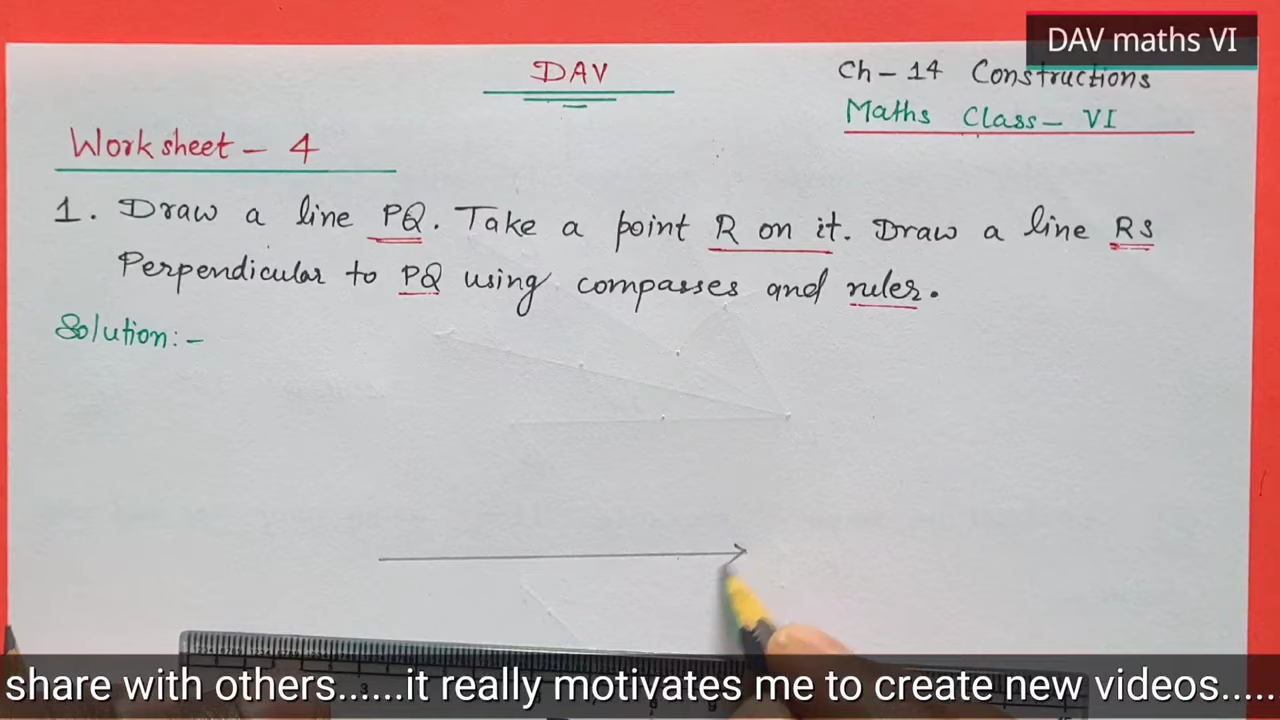 DAV maths VI
DAV
Ch - 14 Constructions
Maths Class - VI
Worksheet - 4
1. Draw a line PQ. Take a point R on it. Draw a line RS
Perpendicular to PQ using compasses and ruler.
Solution:-
share with others......it really motivates me to create new videos.....